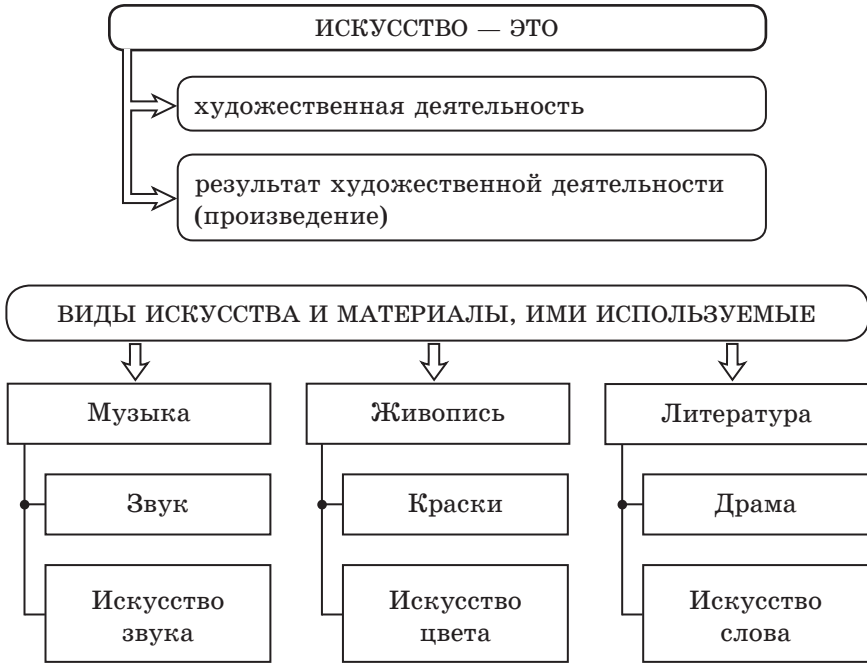 ИСКУССТВО — ЭТО
художественная деятельность
результат художественной деятельности
(произведение)
ВИДЫ ИСКУССТВА И МАТЕРИАЛЫ, ИМИ ИСПОЛЬЗУЕМЫЕ
Музыка
Звук
Искусство
звука
Живопись
Краски
Искусство
цвета
Литература
Драма
Искусство
слова